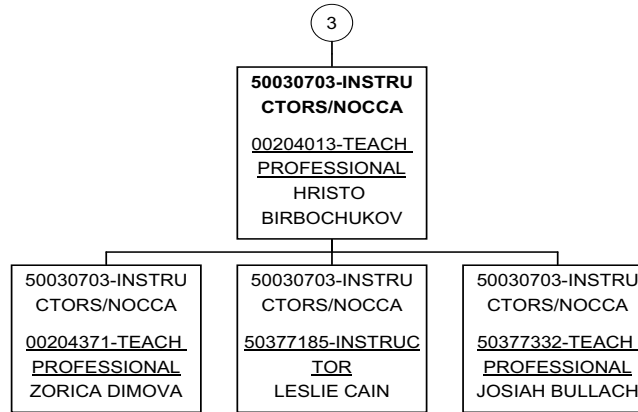 3
50030703-INSTRU
CTORS/NOCCA
00204013-TEACH
PROFESSIONAL
HRISTO
BIRBOCHUKOV
50030703-INSTRU
CTORS/NOCCA
00204371-TEACH
PROFESSIONAL
ZORICA DIMOVA
50030703-INSTRU
CTORS/NOCCA
50377185-INSTRUC
TOR
LESLIE CAIN
50030703-INSTRU
CTORS/NOCCA
50377332-TEACH
PROFESSIONAL
JOSIAH BULLACH